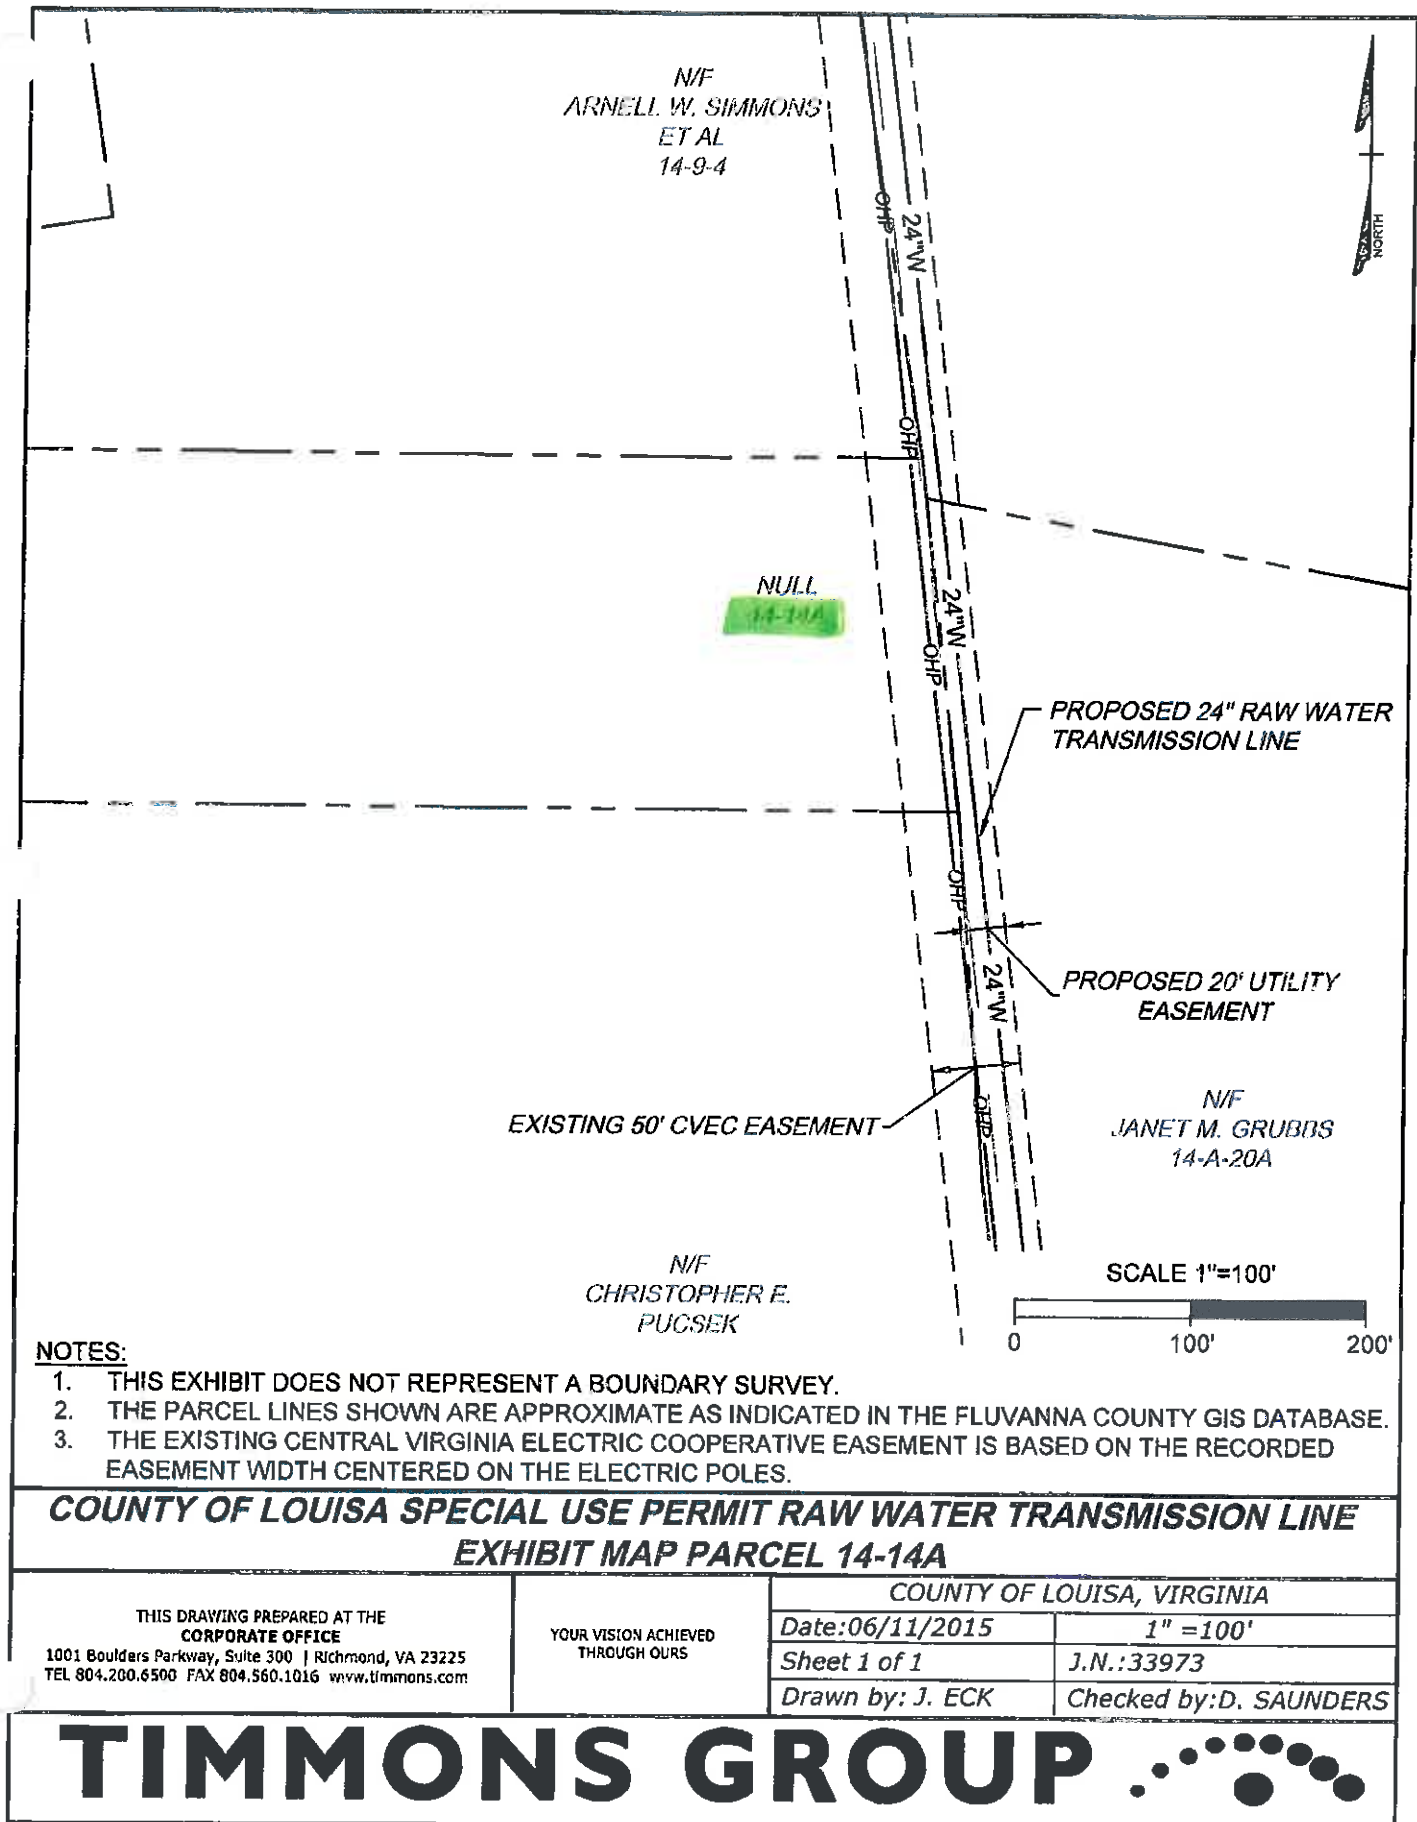 N/F
ARNELL W. SIMMONS
ET AL
14-9-4
NORTH
OHP
24"W
OHP
NULL
14-14A
24"W
OHP
PROPOSED 24" RAW WATER
TRANSMISSION LINE
OHP
24"W
PROPOSED 20' UTILITY
EASEMENT
EXISTING 50' CVEC EASEMENT
OHP
N/F
JANET M. GRUBBS
14-A-20A
N/F
CHRISTOPHER E.
PUCSEK
SCALE 1"=100'
0 100' 200'
NOTES:
1. THIS EXHIBIT DOES NOT REPRESENT A BOUNDARY SURVEY.
2. THE PARCEL LINES SHOWN ARE APPROXIMATE AS INDICATED IN THE FLUVANNA COUNTY GIS DATABASE.
3. THE EXISTING CENTRAL VIRGINIA ELECTRIC COOPERATIVE EASEMENT IS BASED ON THE RECORDED
EASEMENT WIDTH CENTERED ON THE ELECTRIC POLES.
COUNTY OF LOUISA SPECIAL USE PERMIT RAW WATER TRANSMISSION LINE
EXHIBIT MAP PARCEL 14-14A
THIS DRAWING PREPARED AT THE
CORPORATE OFFICE
1001 Boulders Parkway, Suite 300 | Richmond, VA 23225
TEL 804.200.6500 FAX 804.560.1016 www.timmons.com
YOUR VISION ACHIEVED
THROUGH OURS
COUNTY OF LOUISA, VIRGINIA
Date:06/11/2015 1" =100'
Sheet 1 of 1 J.N.:33973
Drawn by: J. ECK Checked by:D. SAUNDERS
TIMMONS GROUP